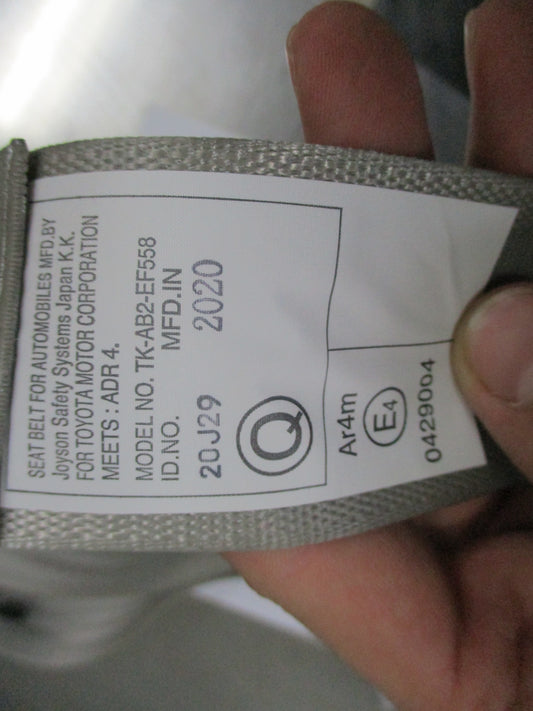 SEAT BELT FOR AUTOMOBILES MFD.BY
Joyson Safety Systems Japan K.K.
FOR TOYOTA MOTOR CORPORATION
MEETS : ADR 4.
MODEL NO. TK-AB2-EF558
ID.NO. MFD.IN
20J29 2020
Q
Ar4m
E4
0429004